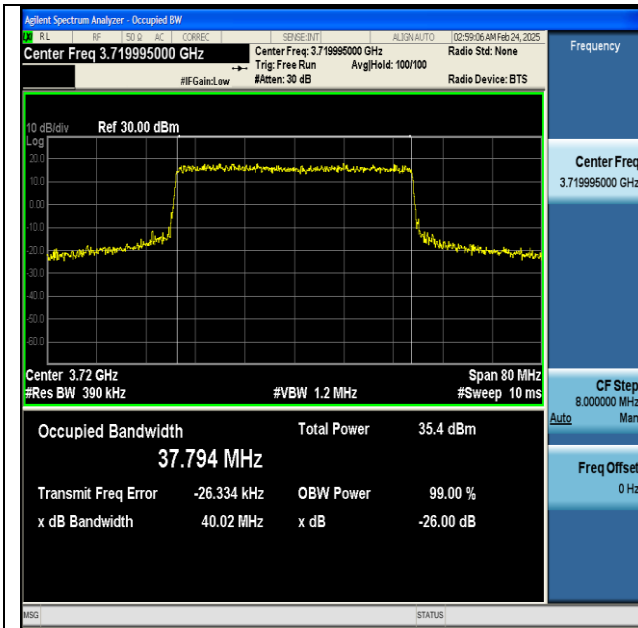 Agilent Spectrum Analyzer - Occupied BW
RL RF 50 Ω AC CORREC SENSE:INT ALIGN AUTO 02:59:06 AM Feb 24, 2025
Center Freq 3.719995000 GHz
Center Freq: 3.719995000 GHz
Radio Std: None
Trig: Free Run Avg|Hold: 100/100
#IFGain:Low
#Atten: 30 dB
Radio Device: BTS
Frequency
10 dB/div Ref 30.00 dBm
Log
20.0
10.0
0.00
-10.0
-20.0
-30.0
-40.0
-50.0
-60.0
Center Freq
3.719995000 GHz
Center 3.72 GHz
Span 80 MHz
#Res BW 390 kHz
#VBW 1.2 MHz
#Sweep 10 ms
CF Step
8.000000 MHz
Auto Man
Occupied Bandwidth
37.794 MHz
Total Power 35.4 dBm
Transmit Freq Error -26.334 kHz
OBW Power 99.00 %
x dB Bandwidth 40.02 MHz
x dB -26.00 dB
Freq Offset
0 Hz
MSG
STATUS